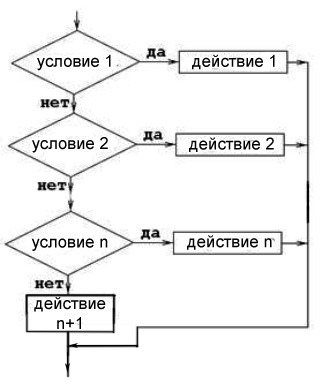 условие 1
да
действие 1
нет
условие 2
да
действие 2
нет
условие n
да
действие n
нет
действие
n+1